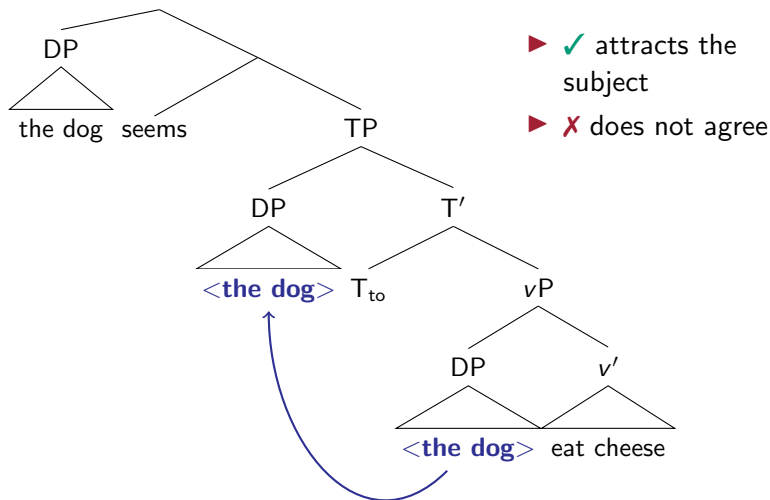 DP
▶ ✓ attracts the
subject
the dog seems
TP
▶ ✗ does not agree
DP
T′
<the dog>
T_to
vP
DP
v′
<the dog>
eat cheese